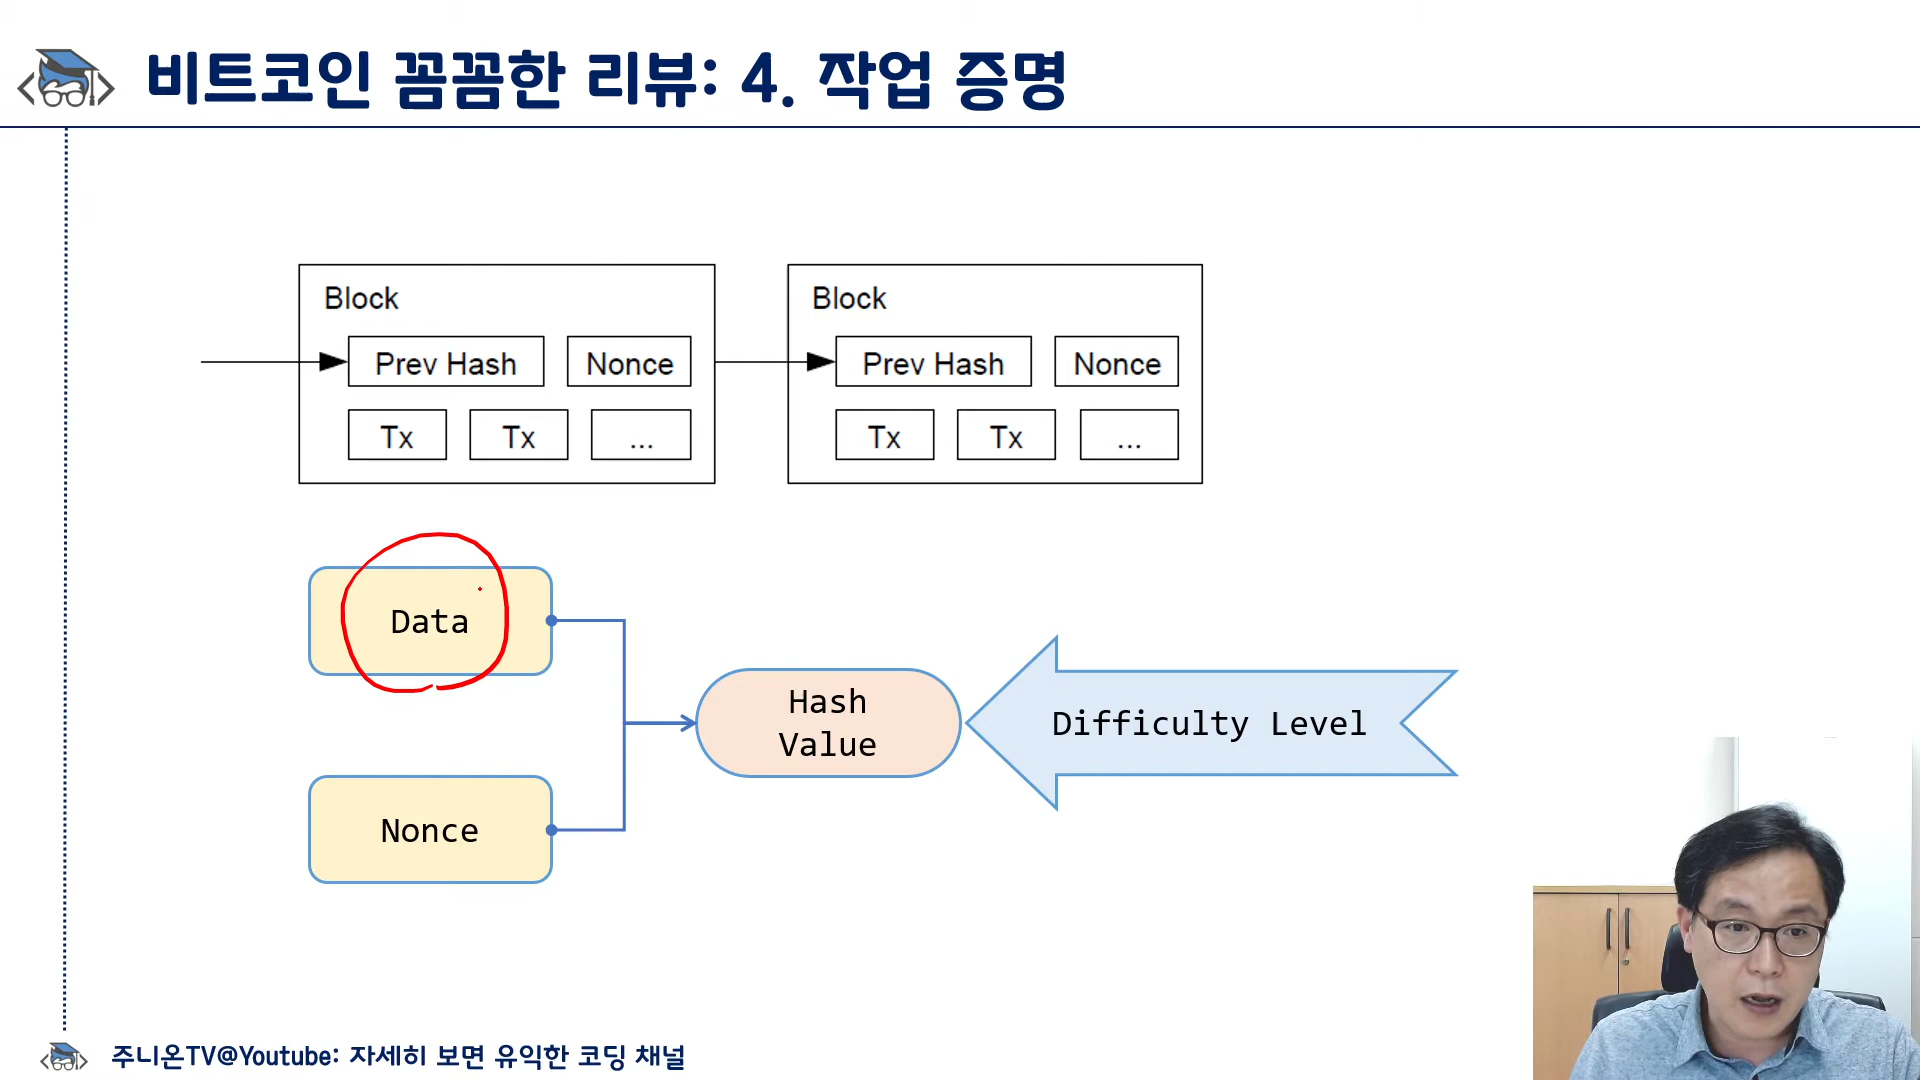 비트코인 꼼꼼한 리뷰: 4. 작업 증명
Block
Prev Hash
Nonce
Tx
Tx
...
Block
Prev Hash
Nonce
Tx
Tx
...
Data
Nonce
Hash
Value
Difficulty Level
주니온TV@Youtube: 자세히 보면 유익한 코딩 채널